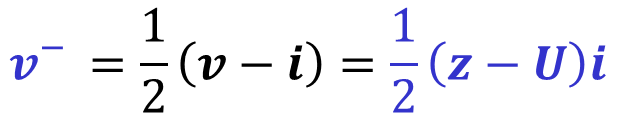 v⁻ = 1/2 (v − i) = 1/2 (z − U)i